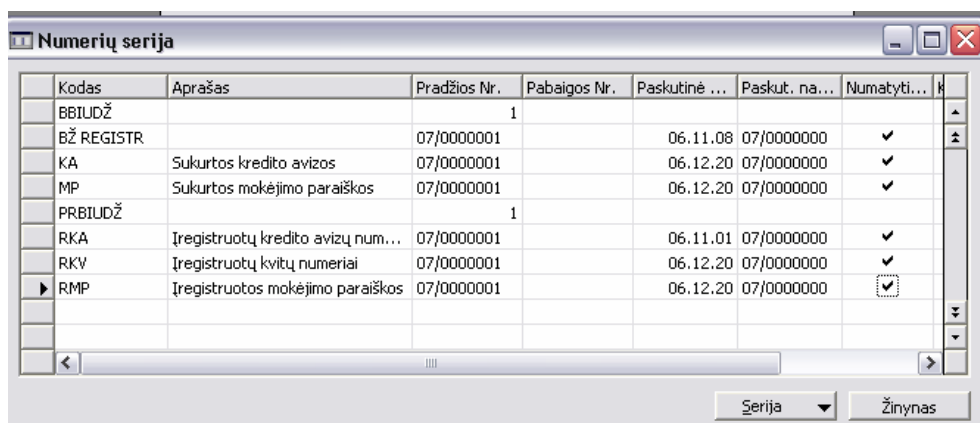 Numerių serija
Kodas Aprašas Pradžios Nr. Pabaigos Nr. Paskutinė ... Paskut. na... Numatyti... K
BBIUDŽ 1
BŽ REGISTR 07/0000001 06.11.08 07/0000000
KA Sukurtos kredito avizos 07/0000001 06.12.20 07/0000000
MP Sukurtos mokėjimo paraiškos 07/0000001 06.12.20 07/0000000
PRBIUDŽ 1
RKA Įregistruotų kredito avizų num... 07/0000001 06.11.01 07/0000000
RKV Įregistruotų kvitų numeriai 07/0000001 06.12.20 07/0000000
RMP Įregistruotos mokėjimo paraiškos 07/0000001 06.12.20 07/0000000
Serija Žinynas